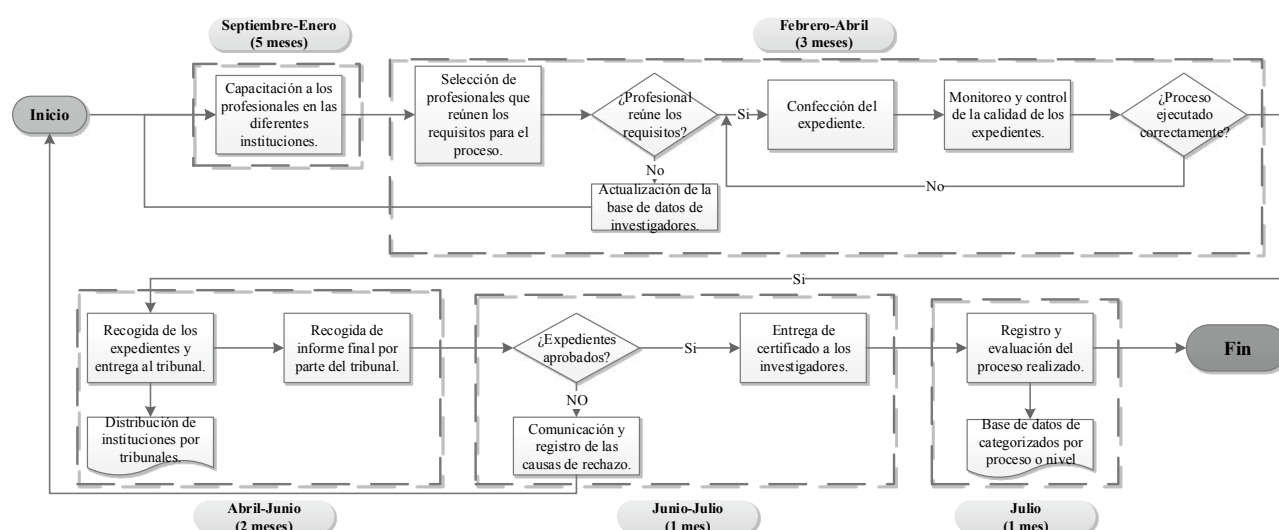 Septiembre-Enero
(5 meses)
Febrero-Abril
(3 meses)
Inicio
Capacitación a los
profesionales en las
diferentes
instituciones.
Selección de
profesionales que
reúnen los
requisitos para el
proceso.
¿Profesional
reúne los
requisitos?
Si
Confección del
expediente.
Monitoreo y control
de la calidad de los
expedientes.
¿Proceso
ejecutado
correctamente?
No
No
Actualización de la
base de datos de
investigadores.
Si
Recogida de los
expedientes y
entrega al tribunal.
Recogida de
informe final por
parte del tribunal.
¿Expedientes
aprobados?
Si
Entrega de
certificado a los
investigadores.
Registro y
evaluación del
proceso realizado.
Fin
NO
Distribución de
instituciones por
tribunales.
Comunicación y
registro de las
causas de rechazo.
Base de datos de
categorizados por
proceso o nivel
Abril-Junio
(2 meses)
Junio-Julio
(1 mes)
Julio
(1 mes)